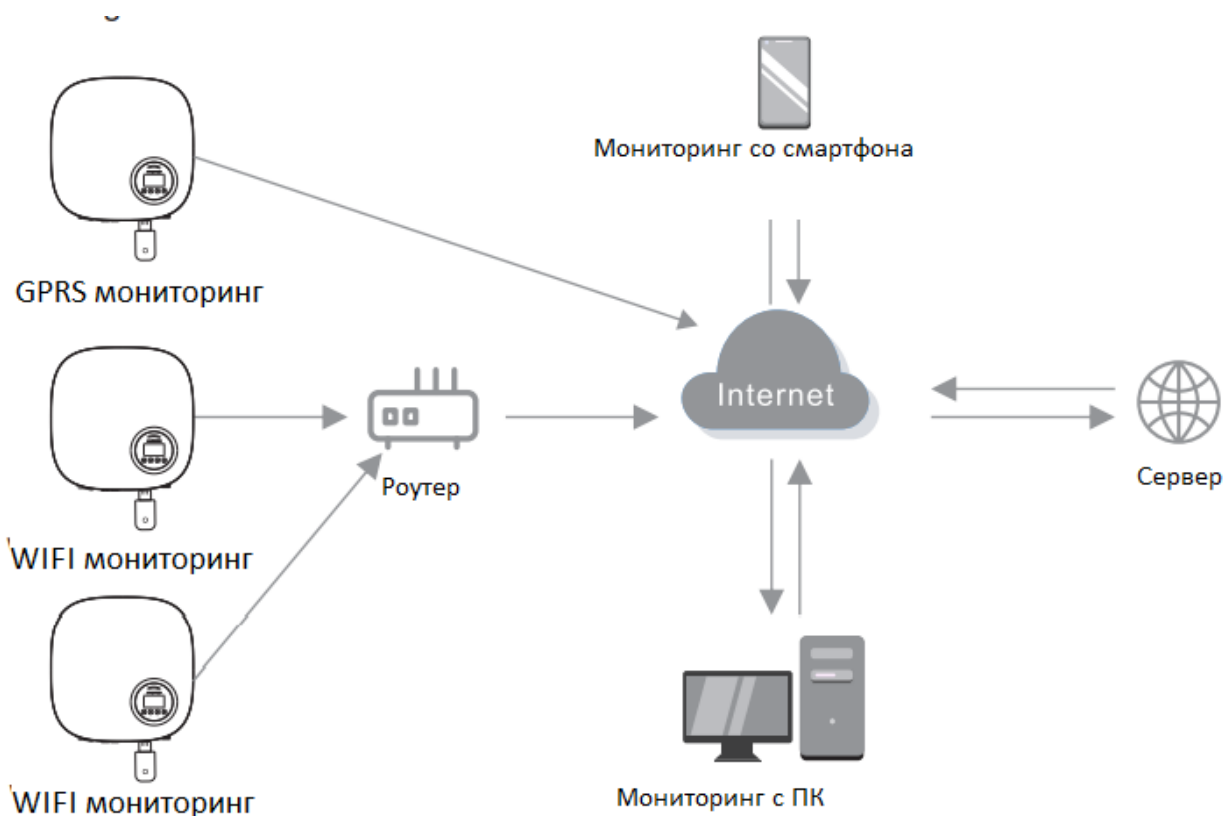 Мониторинг со смартфона
GPRS мониторинг
Internet
Роутер
Сервер
WIFI мониторинг
WIFI мониторинг
Мониторинг с ПК